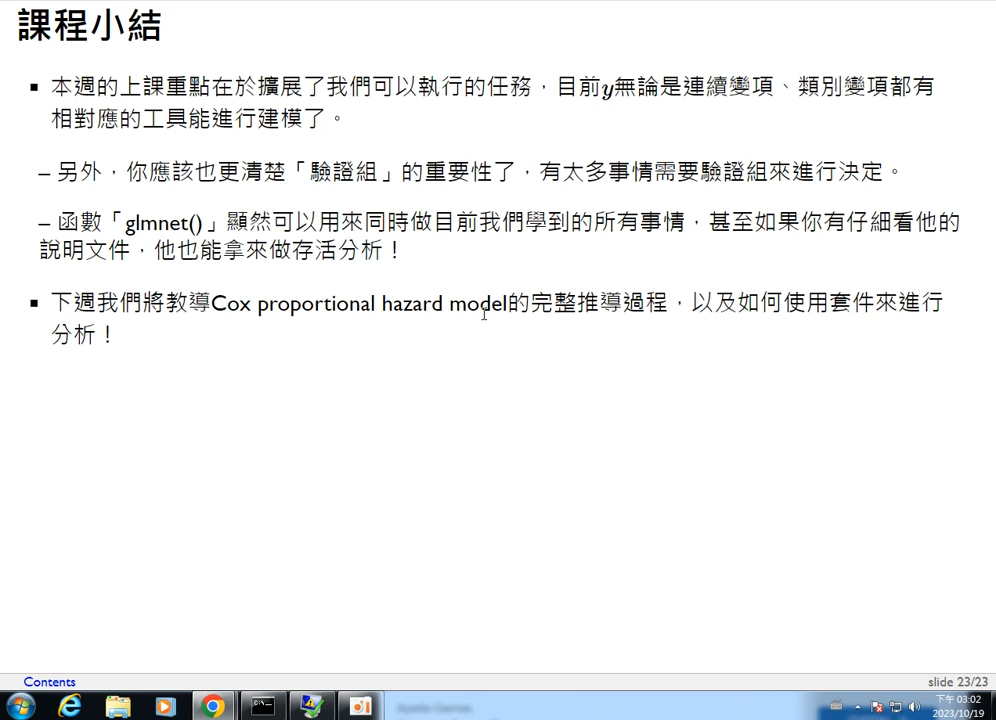 課程小結
▪ 本週的上課重點在於擴展了我們可以執行的任務，目前y無論是連續變項、類別變項都有
相對應的工具能進行建模了。
– 另外，你應該也更清楚「驗證組」的重要性了，有太多事情需要驗證組來進行決定。
– 函數「glmnet()」顯然可以用來同時做目前我們學到的所有事情，甚至如果你有仔細看他的
說明文件，他也能拿來做存活分析！
▪ 下週我們將教導Cox proportional hazard model的完整推導過程，以及如何使用套件來進行
分析！
Contents
slide 23/23
下午 03:02
2023/10/19